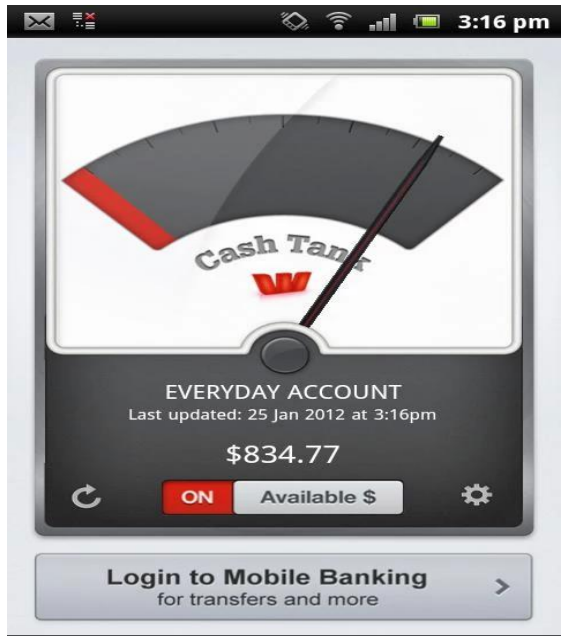 3:16 pm
Cash Tank
EVERYDAY ACCOUNT
Last updated: 25 Jan 2012 at 3:16pm
$834.77
ON Available $
Login to Mobile Banking
for transfers and more